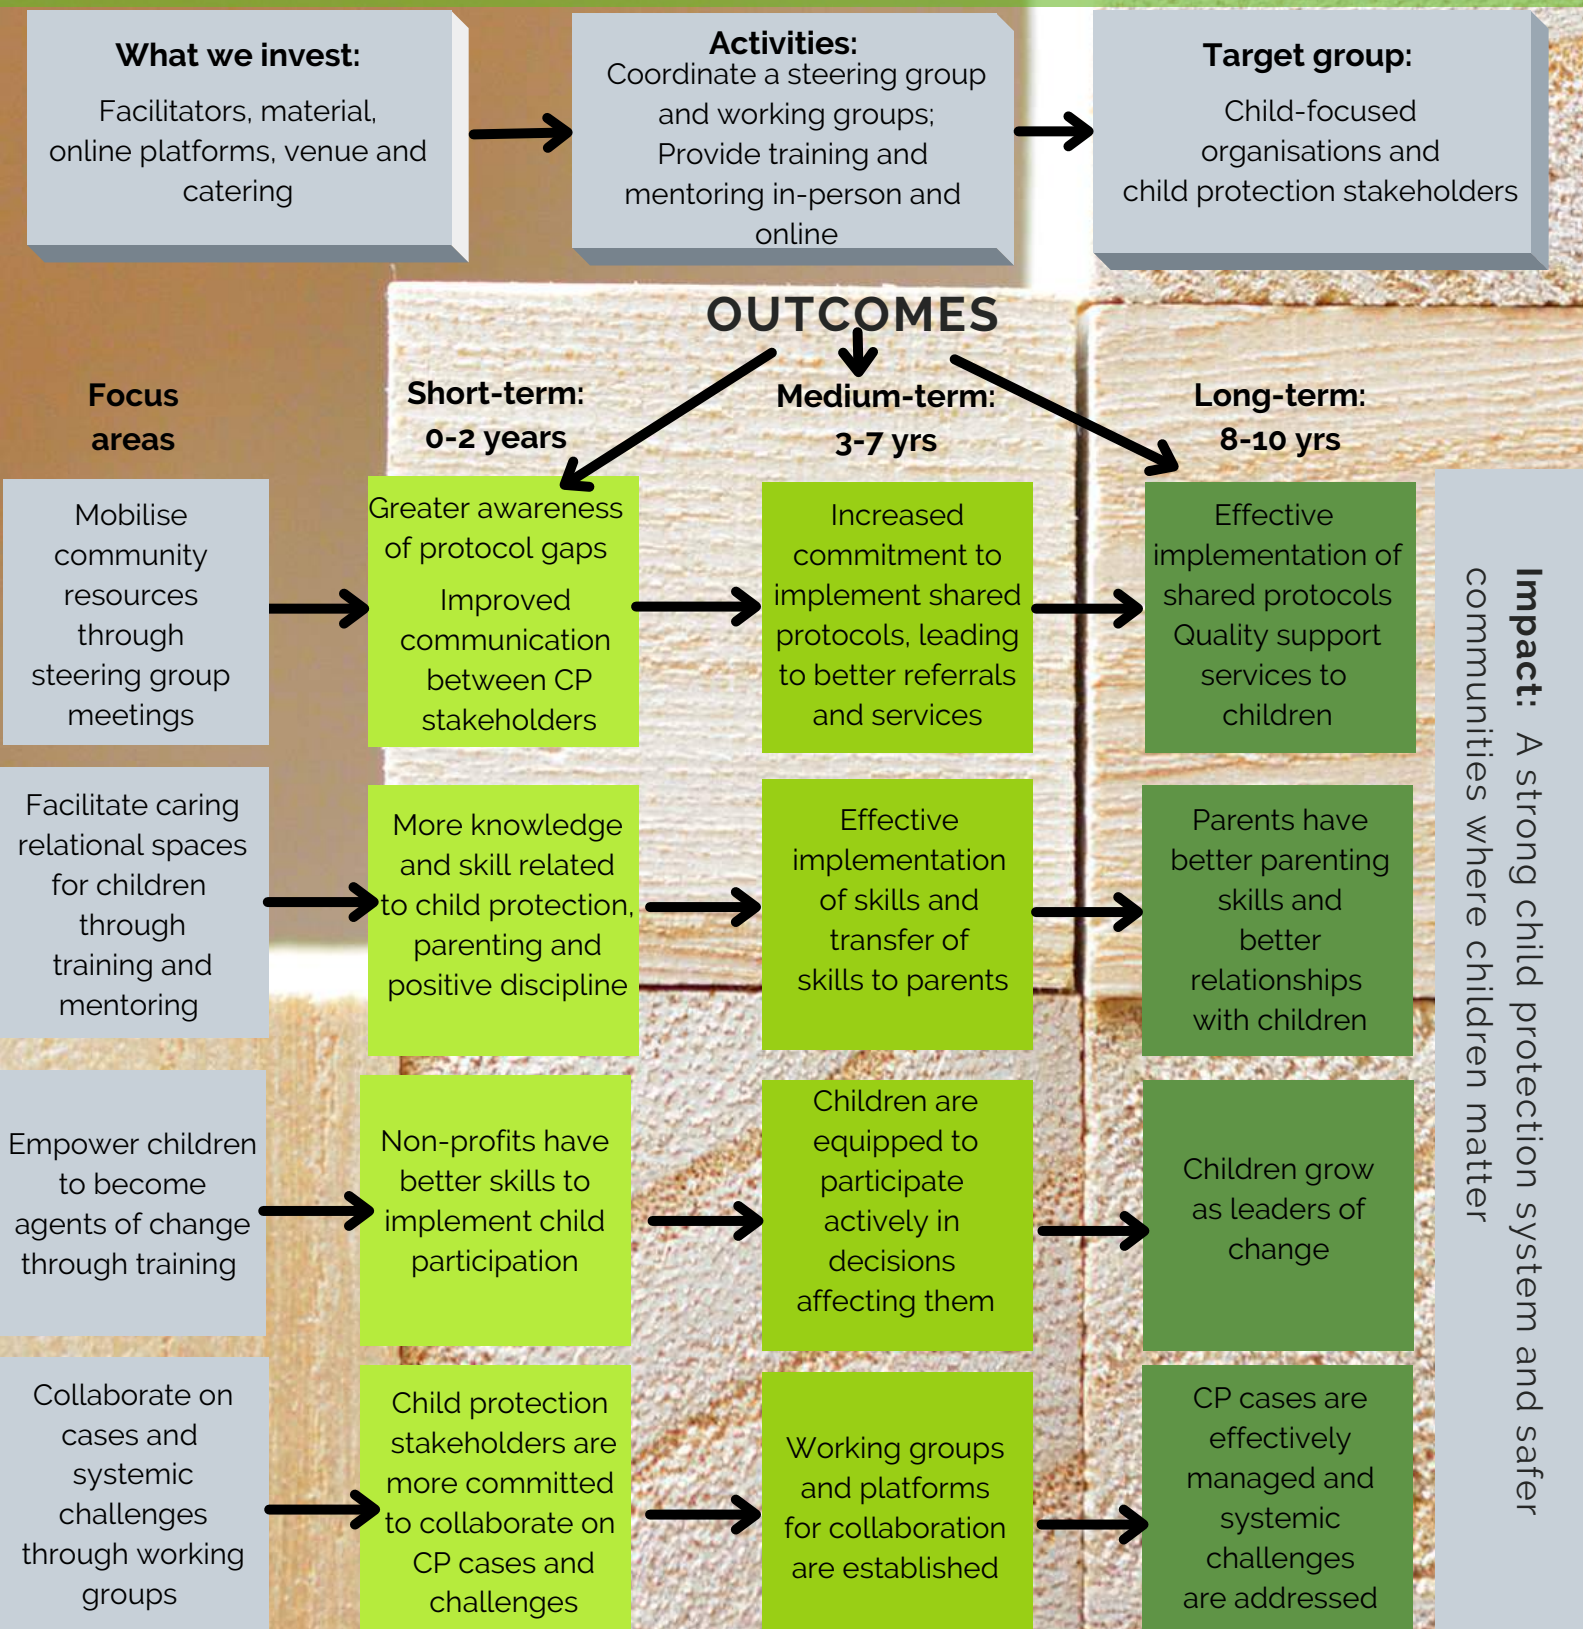 What we invest:
Facilitators, material,
online platforms, venue and
catering
Activities:
Coordinate a steering group
and working groups;
Provide training and
mentoring in-person and
online
Target group:
Child-focused
organisations and
child protection stakeholders
OUTCOMES
Focus
areas
Short-term:
0-2 years
Medium-term:
3-7 yrs
Long-term:
8-10 yrs
Mobilise
community
resources
through
steering group
meetings
Greater awareness
of protocol gaps
Improved
communication
between CP
stakeholders
Increased
commitment to
implement shared
protocols, leading
to better referrals
and services
Effective
implementation of
shared protocols
Quality support
services to
children
Facilitate caring
relational spaces
for children
through
training and
mentoring
More knowledge
and skill related
to child protection,
parenting and
positive discipline
Effective
implementation
of skills and
transfer of
skills to parents
Parents have
better parenting
skills and
better
relationships
with children
Empower children
to become
agents of change
through training
Non-profits have
better skills to
implement child
participation
Children are
equipped to
participate
actively in
decisions
affecting them
Children grow
as leaders of
change
Collaborate on
cases and
systemic
challenges
through working
groups
Child protection
stakeholders are
more committed
to collaborate on
CP cases and
challenges
Working groups
and platforms
for collaboration
are established
CP cases are
effectively
managed and
systemic
challenges
are addressed
Impact: A strong child protection system and safer
communities where children matter